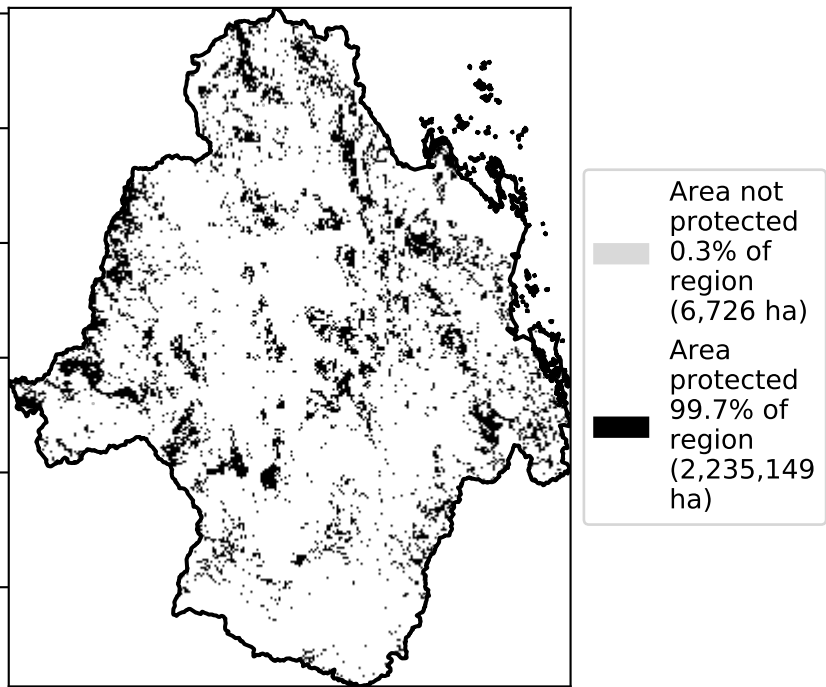 Area not
protected
0.3% of
region
(6,726 ha)
Area
protected
99.7% of
region
(2,235,149
ha)